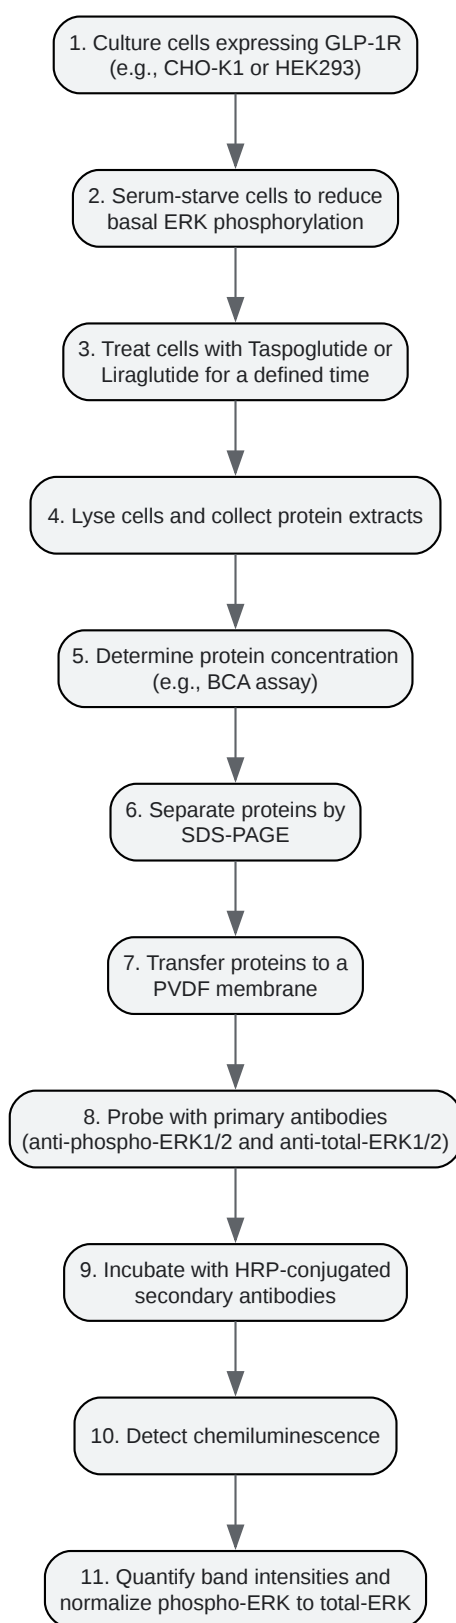 1. Culture cells expressing GLP-1R
(e.g., CHO-K1 or HEK293)
2. Serum-starve cells to reduce
basal ERK phosphorylation
3. Treat cells with Taspoglutide or
Liraglutide for a defined time
4. Lyse cells and collect protein extracts
5. Determine protein concentration
(e.g., BCA assay)
6. Separate proteins by
SDS-PAGE
7. Transfer proteins to a
PVDF membrane
8. Probe with primary antibodies
(anti-phospho-ERK1/2 and anti-total-ERK1/2)
9. Incubate with HRP-conjugated
secondary antibodies
10. Detect chemiluminescence
11. Quantify band intensities and
normalize phospho-ERK to total-ERK